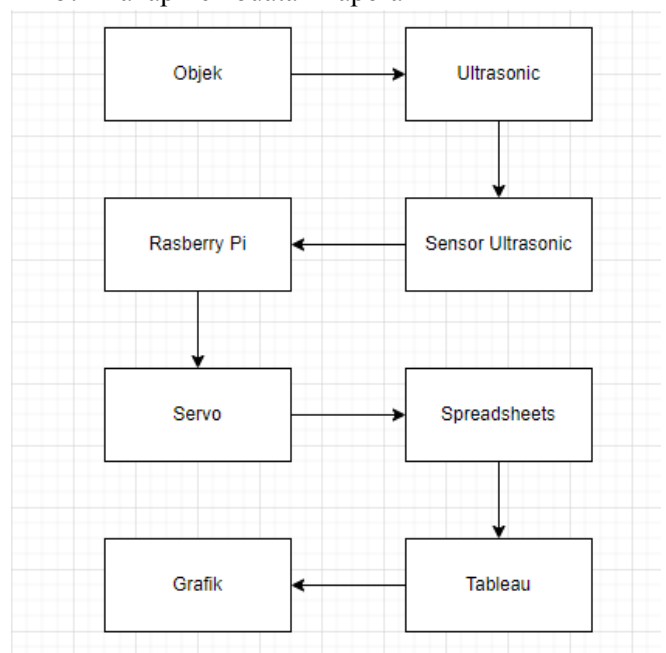 Objek
Ultrasonic
Rasberry Pi
Sensor Ultrasonic
Servo
Spreadsheets
Grafik
Tableau